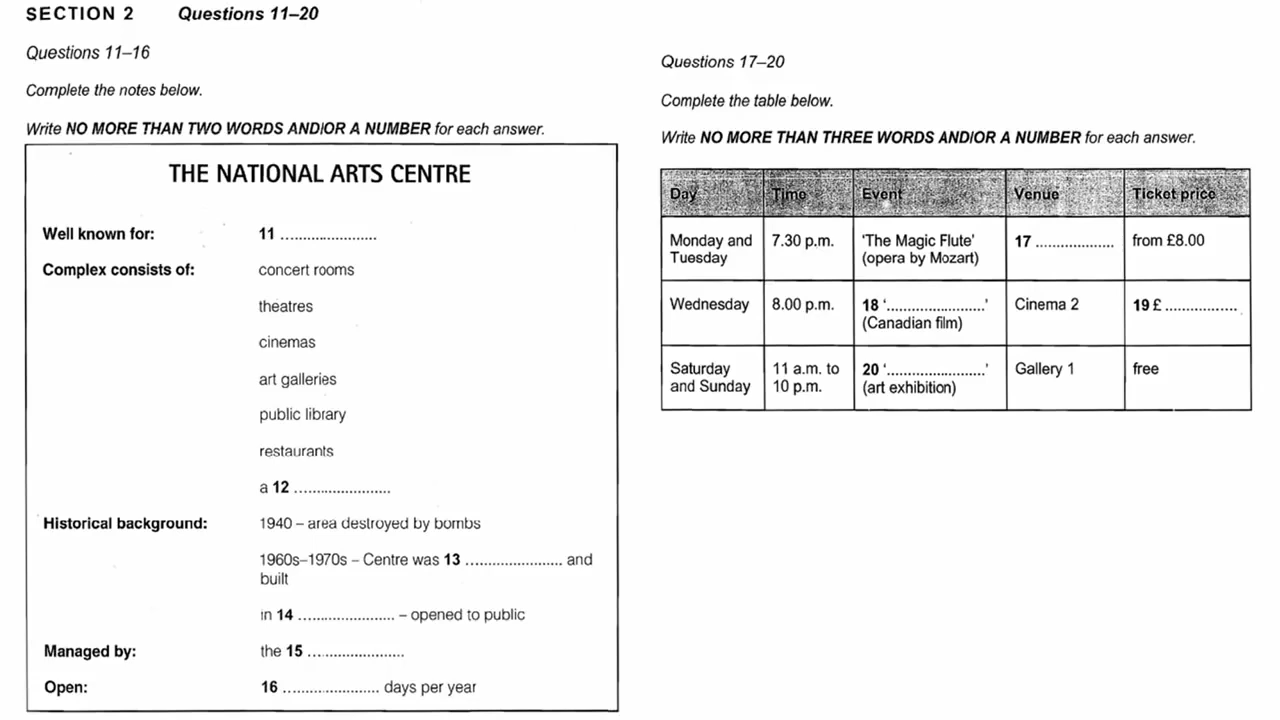 SECTION 2 Questions 11–20
Questions 11–16
Complete the notes below.
Write NO MORE THAN TWO WORDS AND/OR A NUMBER for each answer.
THE NATIONAL ARTS CENTRE
Well known for: 11 ......................
Complex consists of: concert rooms
theatres
cinemas
art galleries
public library
restaurants
a 12 ......................
Historical background: 1940 – area destroyed by bombs
1960s–1970s – Centre was 13 ...................... and
built
in 14 ...................... – opened to public
Managed by: the 15 ......................
Open: 16 ...................... days per year
Questions 17–20
Complete the table below.
Write NO MORE THAN THREE WORDS AND/OR A NUMBER for each answer.
Day Time Event Venue Ticket price
Monday and 7.30 p.m. 'The Magic Flute' 17 .................. from £8.00
Tuesday (opera by Mozart)
Wednesday 8.00 p.m. 18 '......................' Cinema 2 19 £ .................
(Canadian film)
Saturday 11 a.m. to 20 '......................' Gallery 1 free
and Sunday 10 p.m. (art exhibition)